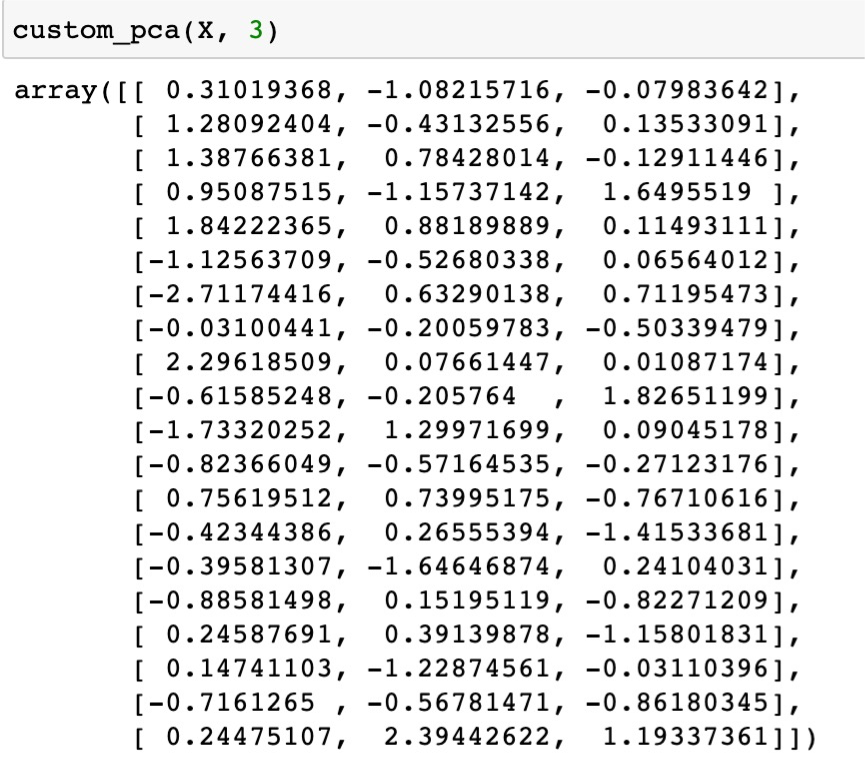 custom_pca(X, 3)
array([[ 0.31019368, -1.08215716, -0.07983642],
       [ 1.28092404, -0.43132556,  0.13533091],
       [ 1.38766381,  0.78428014, -0.12911446],
       [ 0.95087515, -1.15737142,  1.6495519 ],
       [ 1.84222365,  0.88189889,  0.11493111],
       [-1.12563709, -0.52680338,  0.06564012],
       [-2.71174416,  0.63290138,  0.71195473],
       [-0.03100441, -0.20059783, -0.50339479],
       [ 2.29618509,  0.07661447,  0.01087174],
       [-0.61585248, -0.205764  ,  1.82651199],
       [-1.73320252,  1.29971699,  0.09045178],
       [-0.82366049, -0.57164535, -0.27123176],
       [ 0.75619512,  0.73995175, -0.76710616],
       [-0.42344386,  0.26555394, -1.41533681],
       [-0.39581307, -1.64646874,  0.24104031],
       [-0.88581498,  0.15195119, -0.82271209],
       [ 0.24587691,  0.39139878, -1.15801831],
       [ 0.14741103, -1.22874561, -0.03110396],
       [-0.7161265 , -0.56781471, -0.86180345],
       [ 0.24475107,  2.39442622,  1.19337361]])